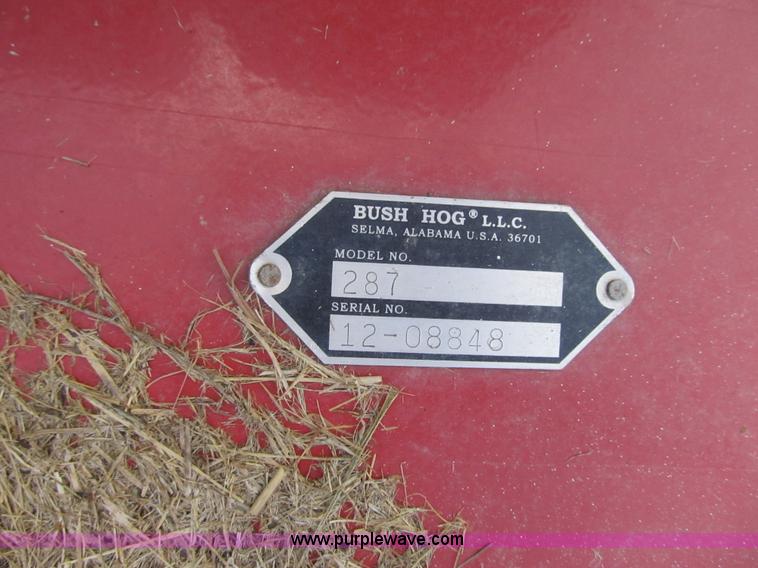 BUSH HOG® L.L.C.
SELMA, ALABAMA U.S.A. 36701
MODEL NO.
287
SERIAL NO.
12-08848
www.purplewave.com